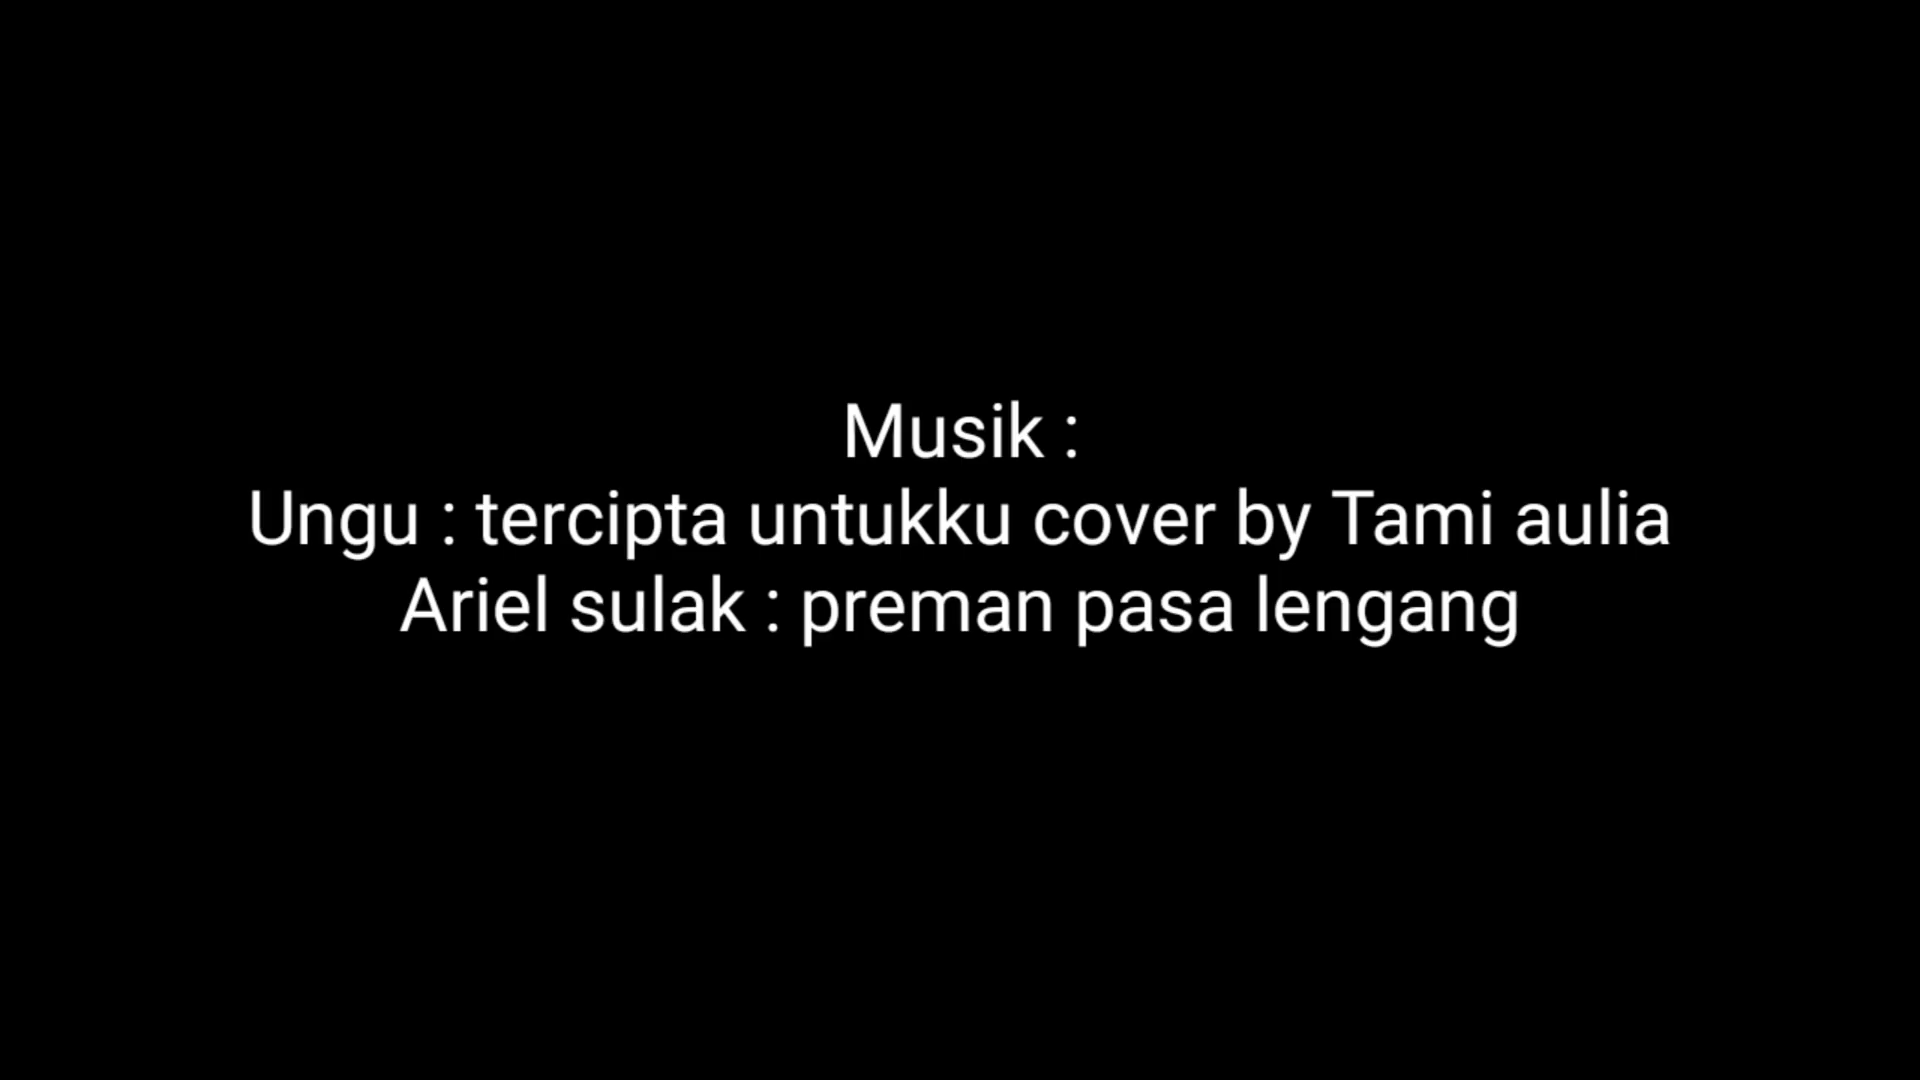 Musik :
Ungu : tercipta untukku cover by Tami aulia
Ariel sulak : preman pasa lengang